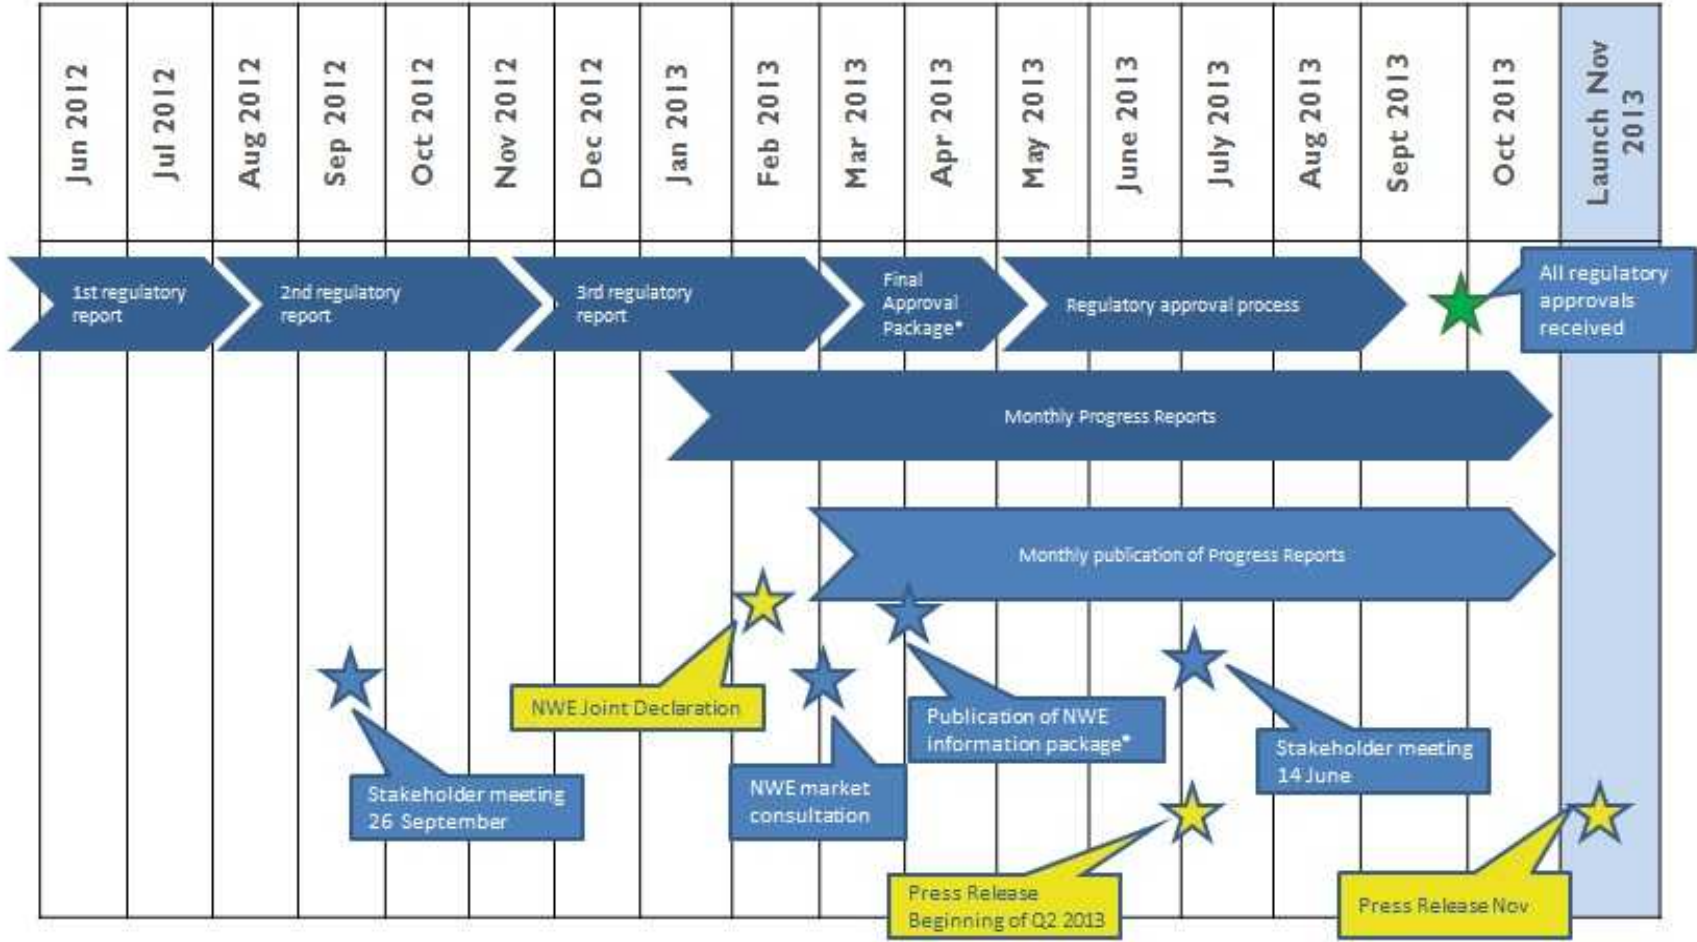 Jun 2012
Jul 2012
Aug 2012
Sep 2012
Oct 2012
Nov 2012
Dec 2012
Jan 2013
Feb 2013
Mar 2013
Apr 2013
May 2013
June 2013
July 2013
Aug 2013
Sept 2013
Oct 2013
Launch Nov
2013
1st regulatory
report
2nd regulatory
report
3rd regulatory
report
Final
Approval
Package*
Regulatory approval process
All regulatory
approvals
received
Monthly Progress Reports
Monthly publication of Progress Reports
NWE Joint Declaration
Publication of NWE
information package*
Stakeholder meeting
14 June
Stakeholder meeting
26 September
NWE market
consultation
Press Release
Beginning of Q2 2013
Press Release Nov